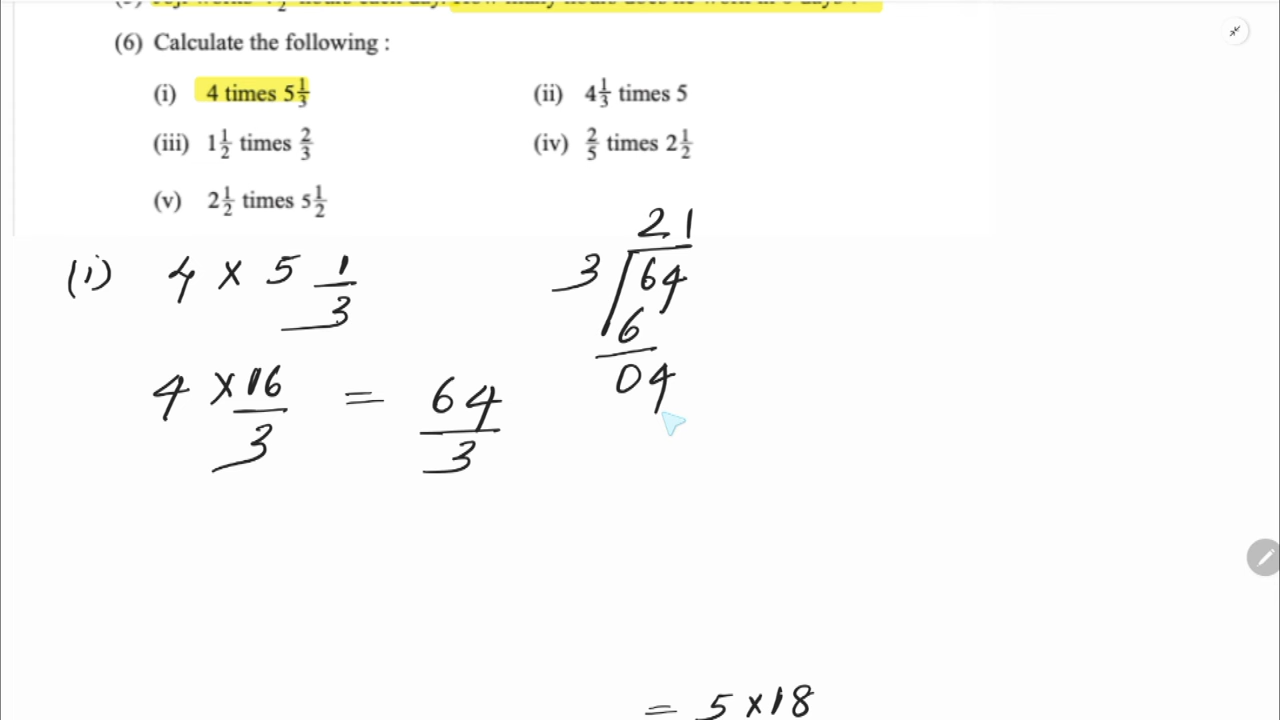 (6) Calculate the following :
(i) 4 times 5 1/3
(ii) 4 1/3 times 5
(iii) 1 1/2 times 2/3
(iv) 2/5 times 2 1/2
(v) 2 1/2 times 5 1/2
(i) 4 × 5 1/3
4 × 16/3 = 64/3
21
3 64
6
04
= 5 × 18